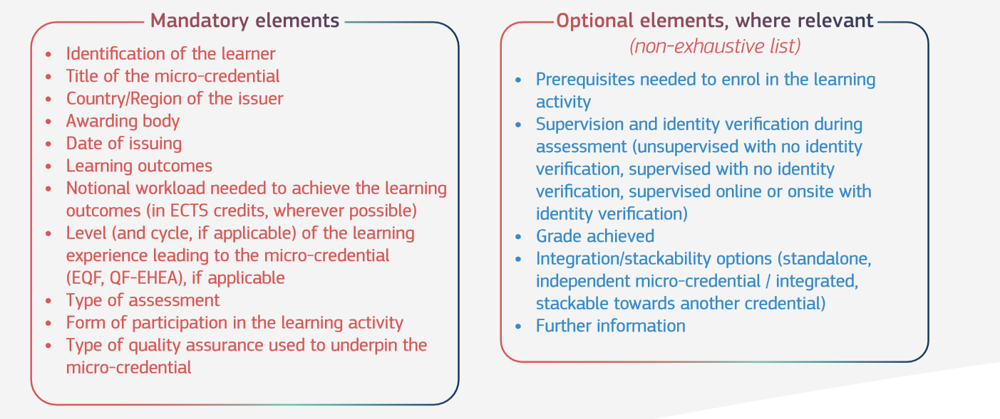 Mandatory elements
• Identification of the learner
• Title of the micro-credential
• Country/Region of the issuer
• Awarding body
• Date of issuing
• Learning outcomes
• Notional workload needed to achieve the learning
outcomes (in ECTS credits, wherever possible)
• Level (and cycle, if applicable) of the learning
experience leading to the micro-credential
(EQF, QF-EHEA), if applicable
• Type of assessment
• Form of participation in the learning activity
• Type of quality assurance used to underpin the
micro-credential
Optional elements, where relevant
(non-exhaustive list)
• Prerequisites needed to enrol in the learning
activity
• Supervision and identity verification during
assessment (unsupervised with no identity
verification, supervised with no identity
verification, supervised online or onsite with
identity verification)
• Grade achieved
• Integration/stackability options (standalone,
independent micro-credential / integrated,
stackable towards another credential)
• Further information